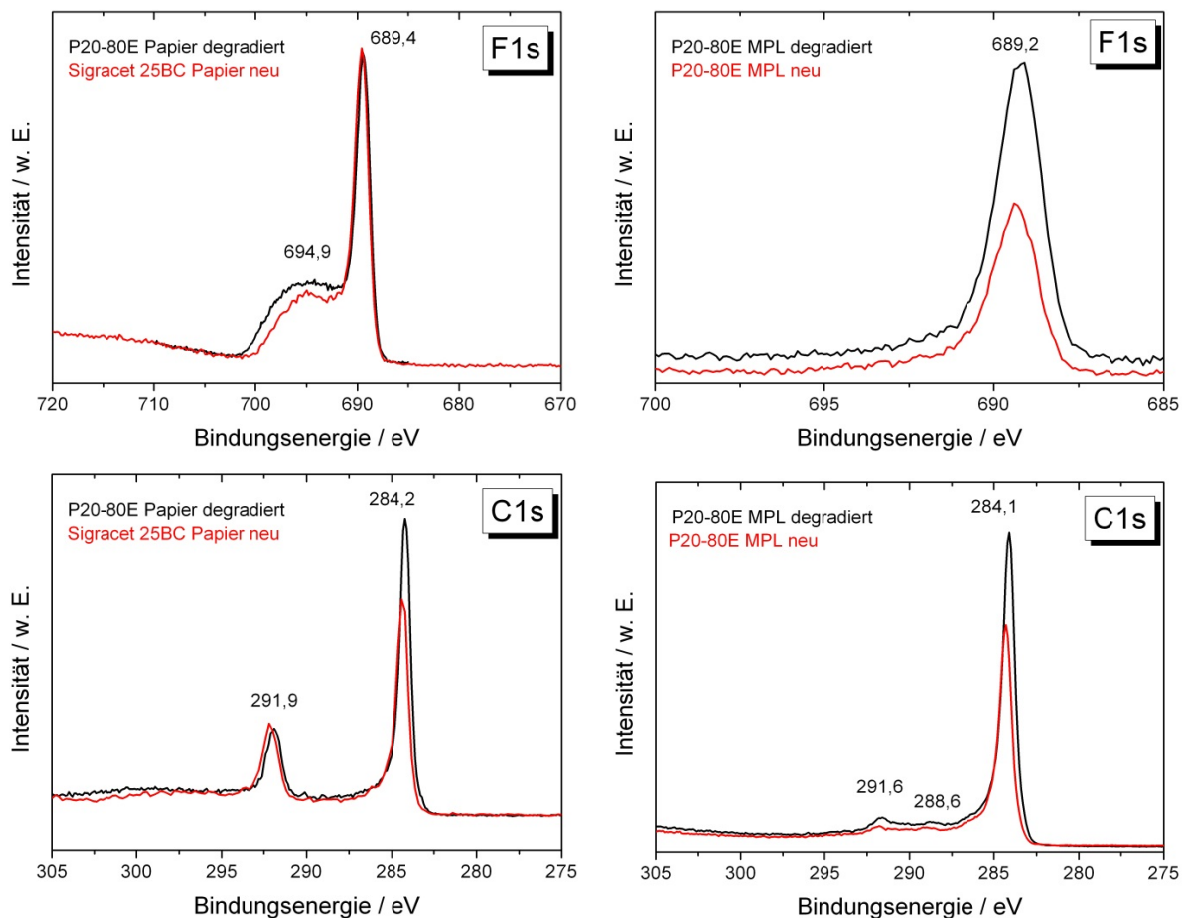 P20-80E Papier degradiert
Sigracet 25BC Papier neu
689,4
F1s
694,9
Intensität / w. E.
720 710 700 690 680 670
Bindungsenergie / eV
P20-80E MPL degradiert
P20-80E MPL neu
689,2
F1s
Intensität / w. E.
700 695 690 685
Bindungsenergie / eV
P20-80E Papier degradiert
Sigracet 25BC Papier neu
284,2
C1s
291,9
Intensität / w. E.
305 300 295 290 285 280 275
Bindungsenergie / eV
P20-80E MPL degradiert
P20-80E MPL neu
284,1
C1s
291,6
288,6
Intensität / w. E.
305 300 295 290 285 280 275
Bindungsenergie / eV